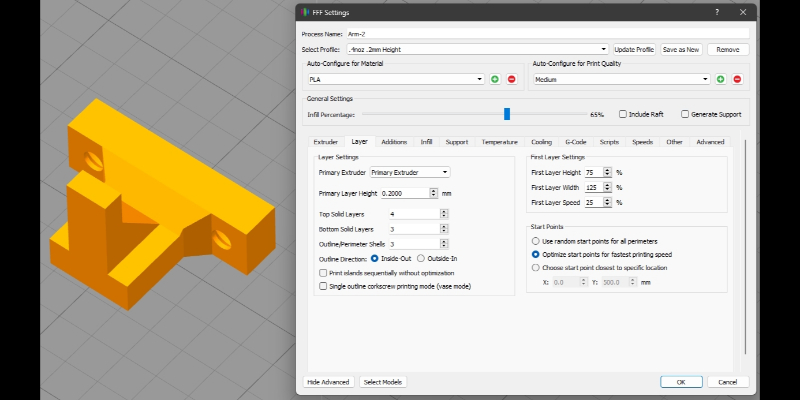 FFF Settings ? ✕
Process Name: Arm-2
Select Profile: .4noz .2mm Height Update Profile Save as New Remove
Auto-Configure for Material Auto-Configure for Print Quality
PLA Medium
General Settings
Infill Percentage: 65% Include Raft Generate Support
Extruder Layer Additions Infill Support Temperature Cooling G-Code Scripts Speeds Other Advanced
Layer Settings
Primary Extruder Primary Extruder
Primary Layer Height 0.2000 mm
Top Solid Layers 4
Bottom Solid Layers 3
Outline/Perimeter Shells 3
Outline Direction: Inside-Out Outside-In
Print islands sequentially without optimization
Single outline corkscrew printing mode (vase mode)
First Layer Settings
First Layer Height 75 %
First Layer Width 125 %
First Layer Speed 25 %
Start Points
Use random start points for all perimeters
Optimize start points for fastest printing speed
Choose start point closest to specific location
X: 0.0 Y: 500.0 mm
Hide Advanced Select Models OK Cancel